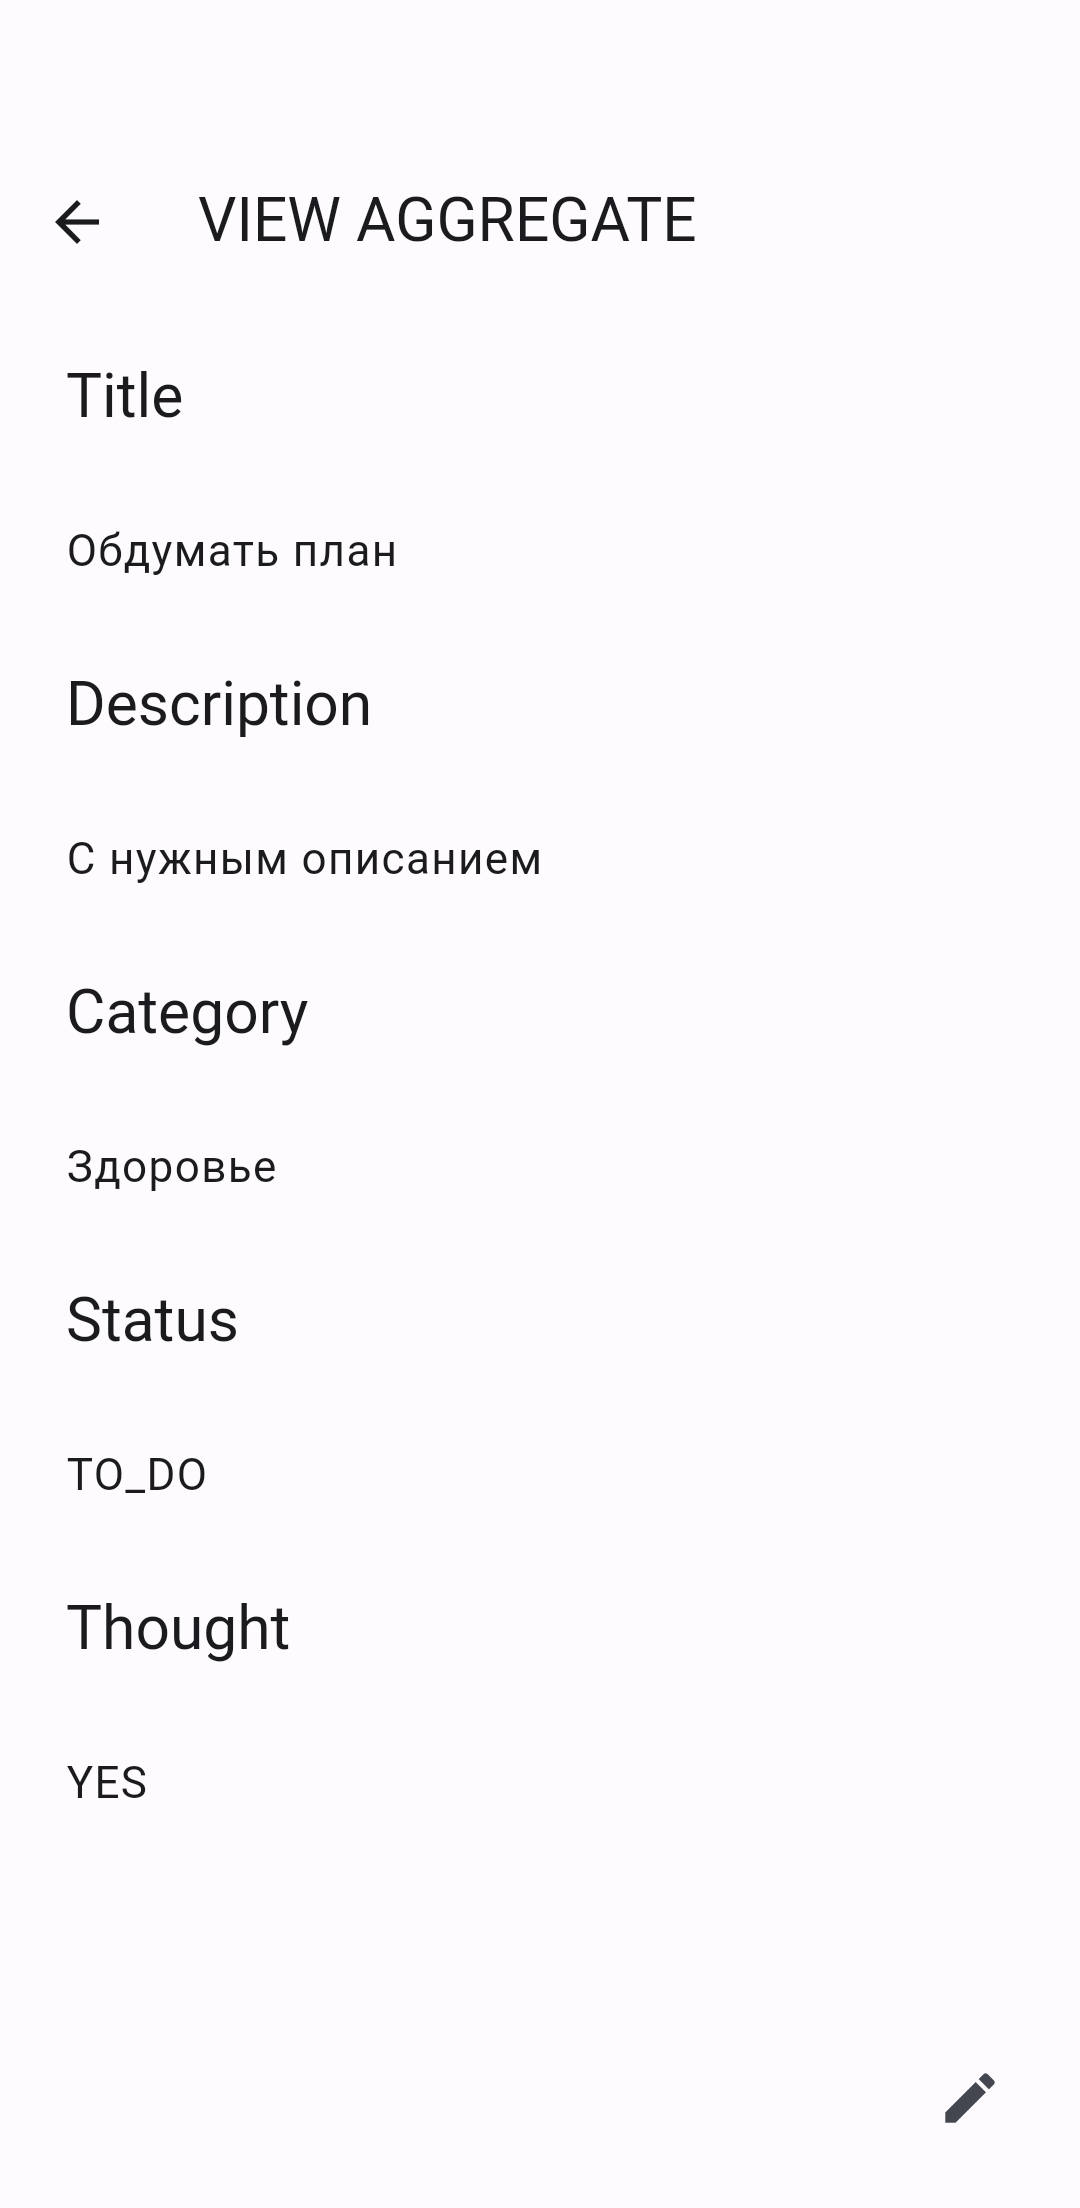 VIEW AGGREGATE
Title
Обдумать план
Description
С нужным описанием
Category
Здоровье
Status
TO_DO
Thought
YES